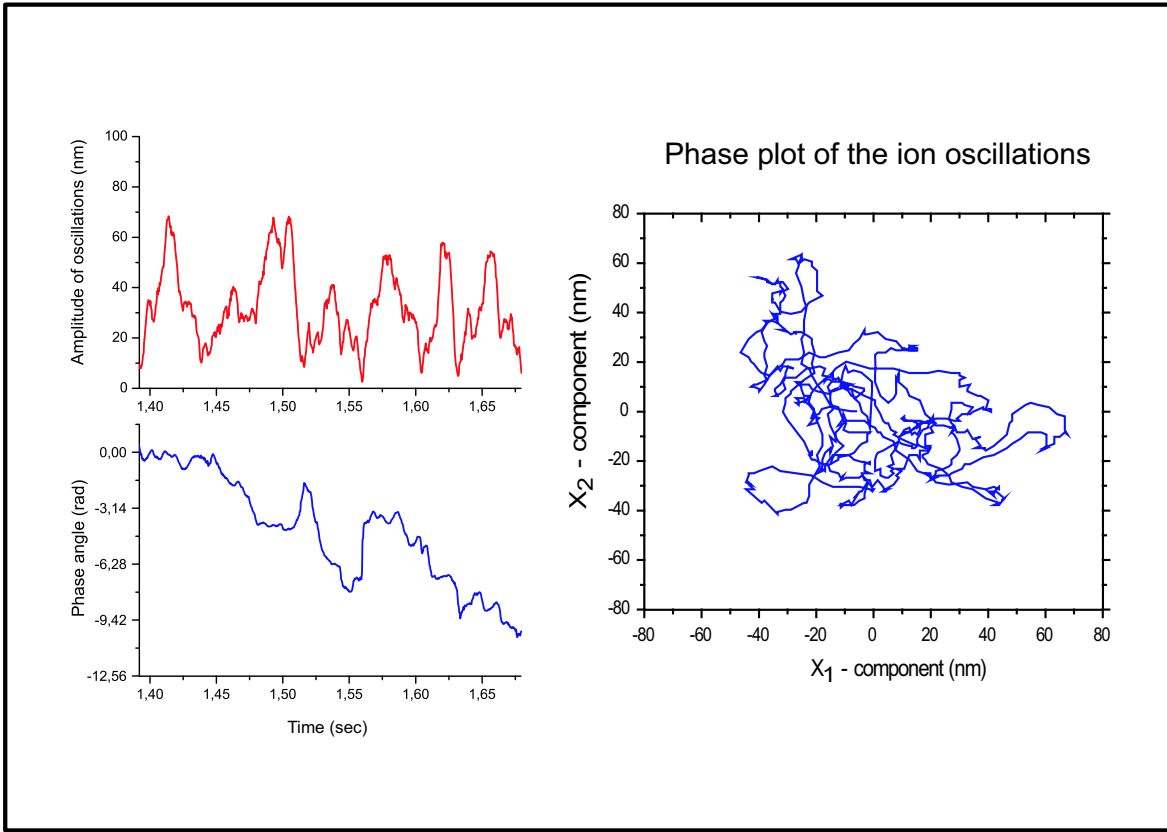 Amplitude of oscillations (nm)
100
80
60
40
20
0
1,40 1,45 1,50 1,55 1,60 1,65
Phase angle (rad)
0,00
-3,14
-6,28
-9,42
-12,56
1,40 1,45 1,50 1,55 1,60 1,65
Time (sec)
Phase plot of the ion oscillations
X2 - component (nm)
80
60
40
20
0
-20
-40
-60
-80
-80 -60 -40 -20 0 20 40 60 80
X1 - component (nm)